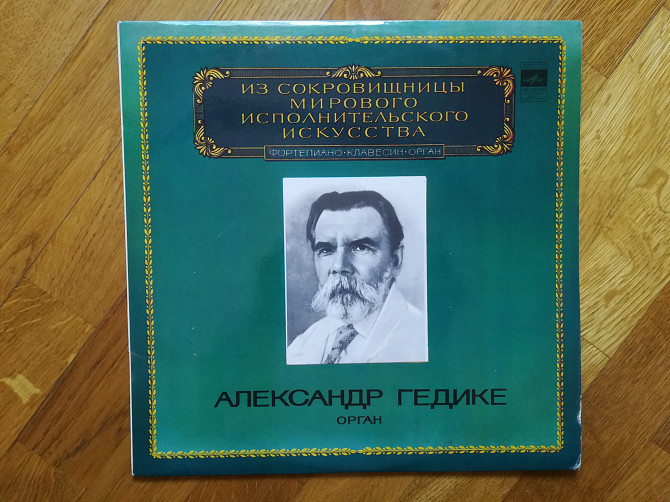 ИЗ СОКРОВИЩНИЦЫ
МИРОВОГО
ИСПОЛНИТЕЛЬСКОГО
ИСКУССТВА
ФОРТЕПИАНО•КЛАВЕСИН•ОРГАН
АЛЕКСАНДР ГЕДИКЕ
ОРГАН